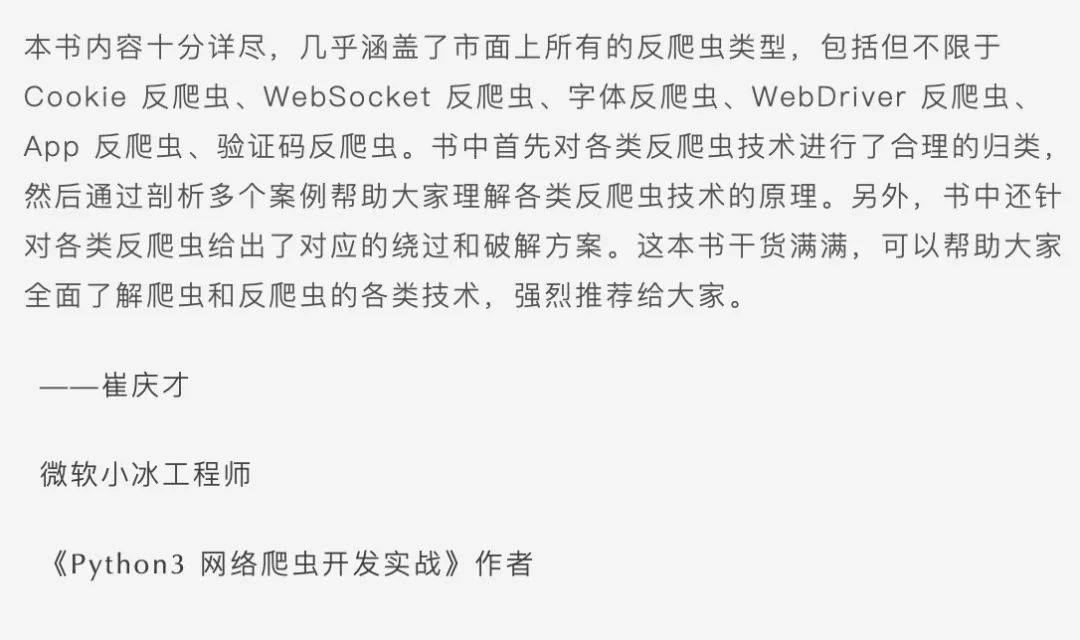 本书内容十分详尽，几乎涵盖了市面上所有的反爬虫类型，包括但不限于
Cookie 反爬虫、WebSocket 反爬虫、字体反爬虫、WebDriver 反爬虫、
App 反爬虫、验证码反爬虫。书中首先对各类反爬虫技术进行了合理的归类，
然后通过剖析多个案例帮助大家理解各类反爬虫技术的原理。另外，书中还针
对各类反爬虫给出了对应的绕过和破解方案。这本书干货满满，可以帮助大家
全面了解爬虫和反爬虫的各类技术，强烈推荐给大家。
——崔庆才
微软小冰工程师
《Python3 网络爬虫开发实战》作者